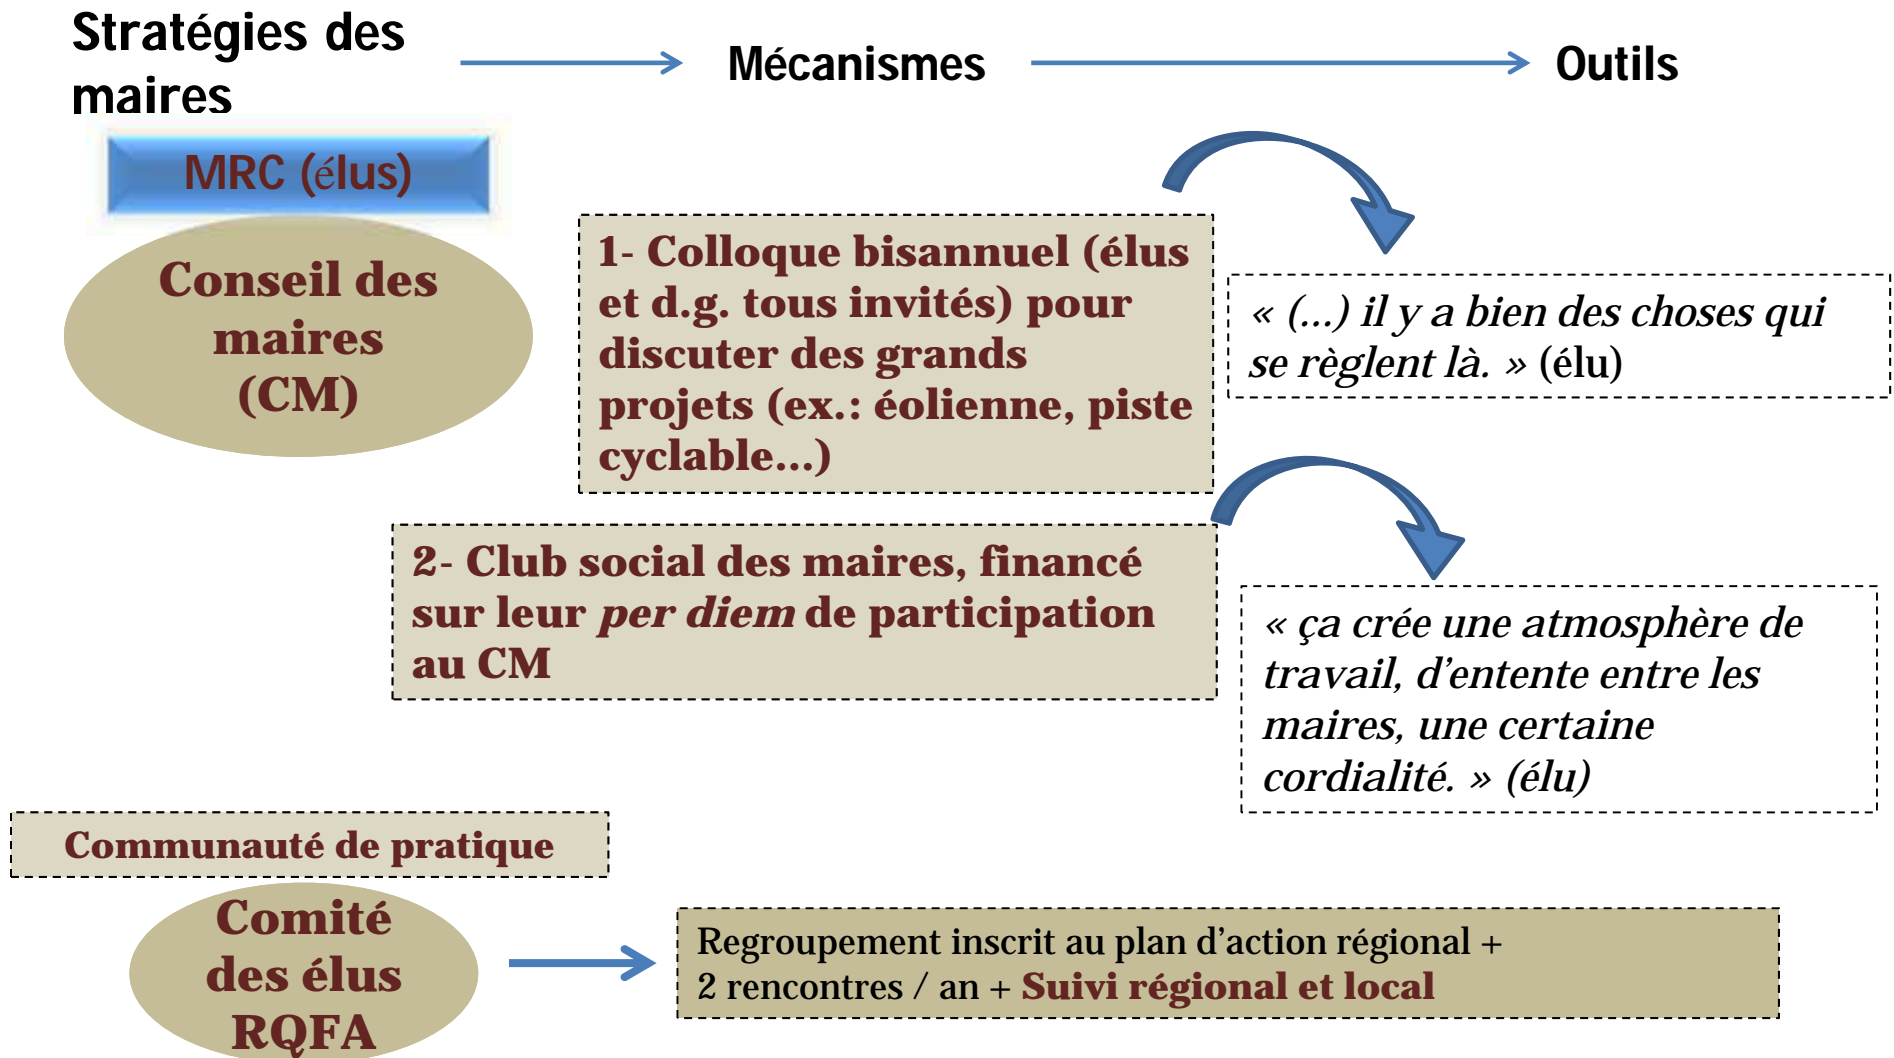 Stratégies des
maires
Mécanismes
Outils
MRC (élus)
Conseil des
maires
(CM)
1- Colloque bisannuel (élus
et d.g. tous invités) pour
discuter des grands
projets (ex.: éolienne, piste
cyclable...)
« (...) il y a bien des choses qui
se règlent là. » (élu)
2- Club social des maires, financé
sur leur per diem de participation
au CM
« ça crée une atmosphère de
travail, d'entente entre les
maires, une certaine
cordialité. » (élu)
Communauté de pratique
Comité
des élus
RQFA
Regroupement inscrit au plan d'action régional +
2 rencontres / an + Suivi régional et local